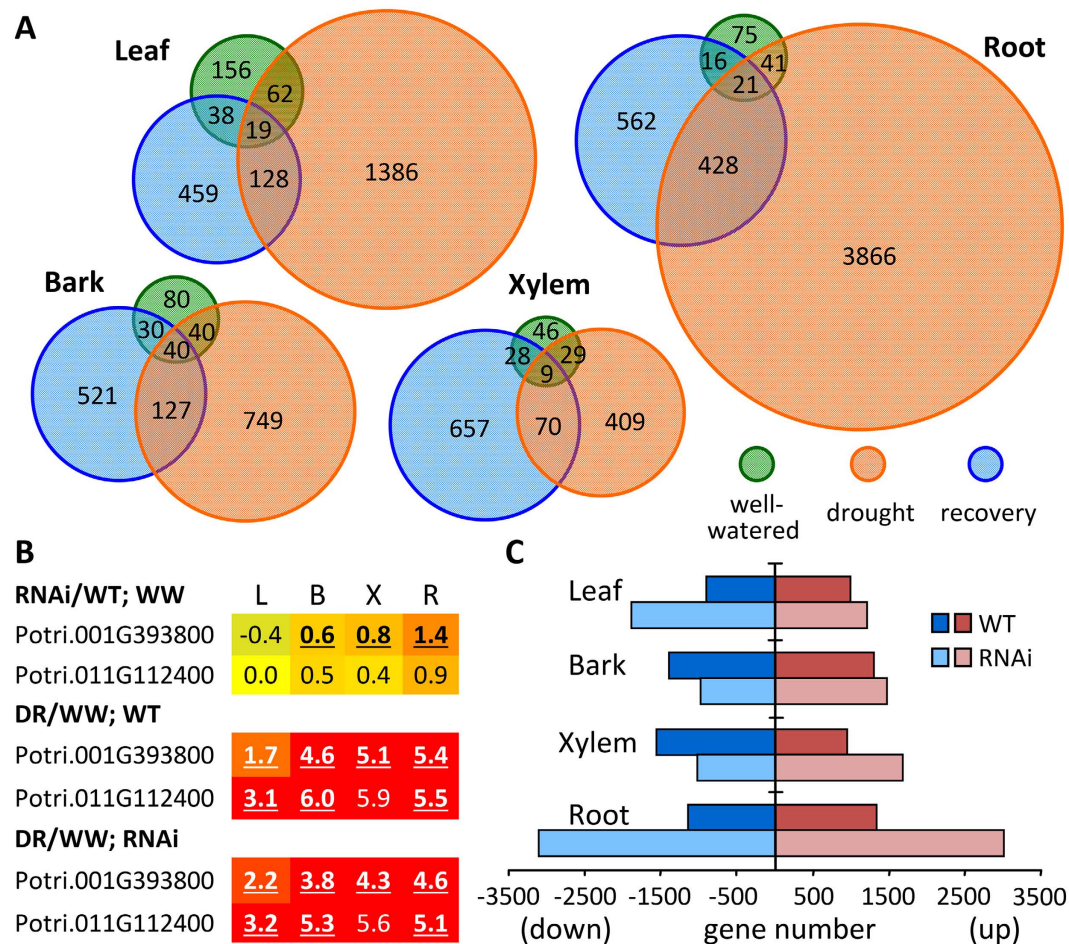 A
Leaf
156
62
38
19
459
128
1386
Root
75
16
41
21
562
428
3866
Bark
80
30
40
40
521
127
749
Xylem
46
28
29
9
657
70
409
well-watered
drought
recovery
B
RNAi/WT; WW L B X R
Potri.001G393800 -0.4 0.6 0.8 1.4
Potri.011G112400 0.0 0.5 0.4 0.9
DR/WW; WT
Potri.001G393800 1.7 4.6 5.1 5.4
Potri.011G112400 3.1 6.0 5.9 5.5
DR/WW; RNAi
Potri.001G393800 2.2 3.8 4.3 4.6
Potri.011G112400 3.2 5.3 5.6 5.1
C
Leaf
Bark
Xylem
Root
WT
RNAi
-3500 -2500 -1500 -500 500 1500 2500 3500
(down) gene number (up)